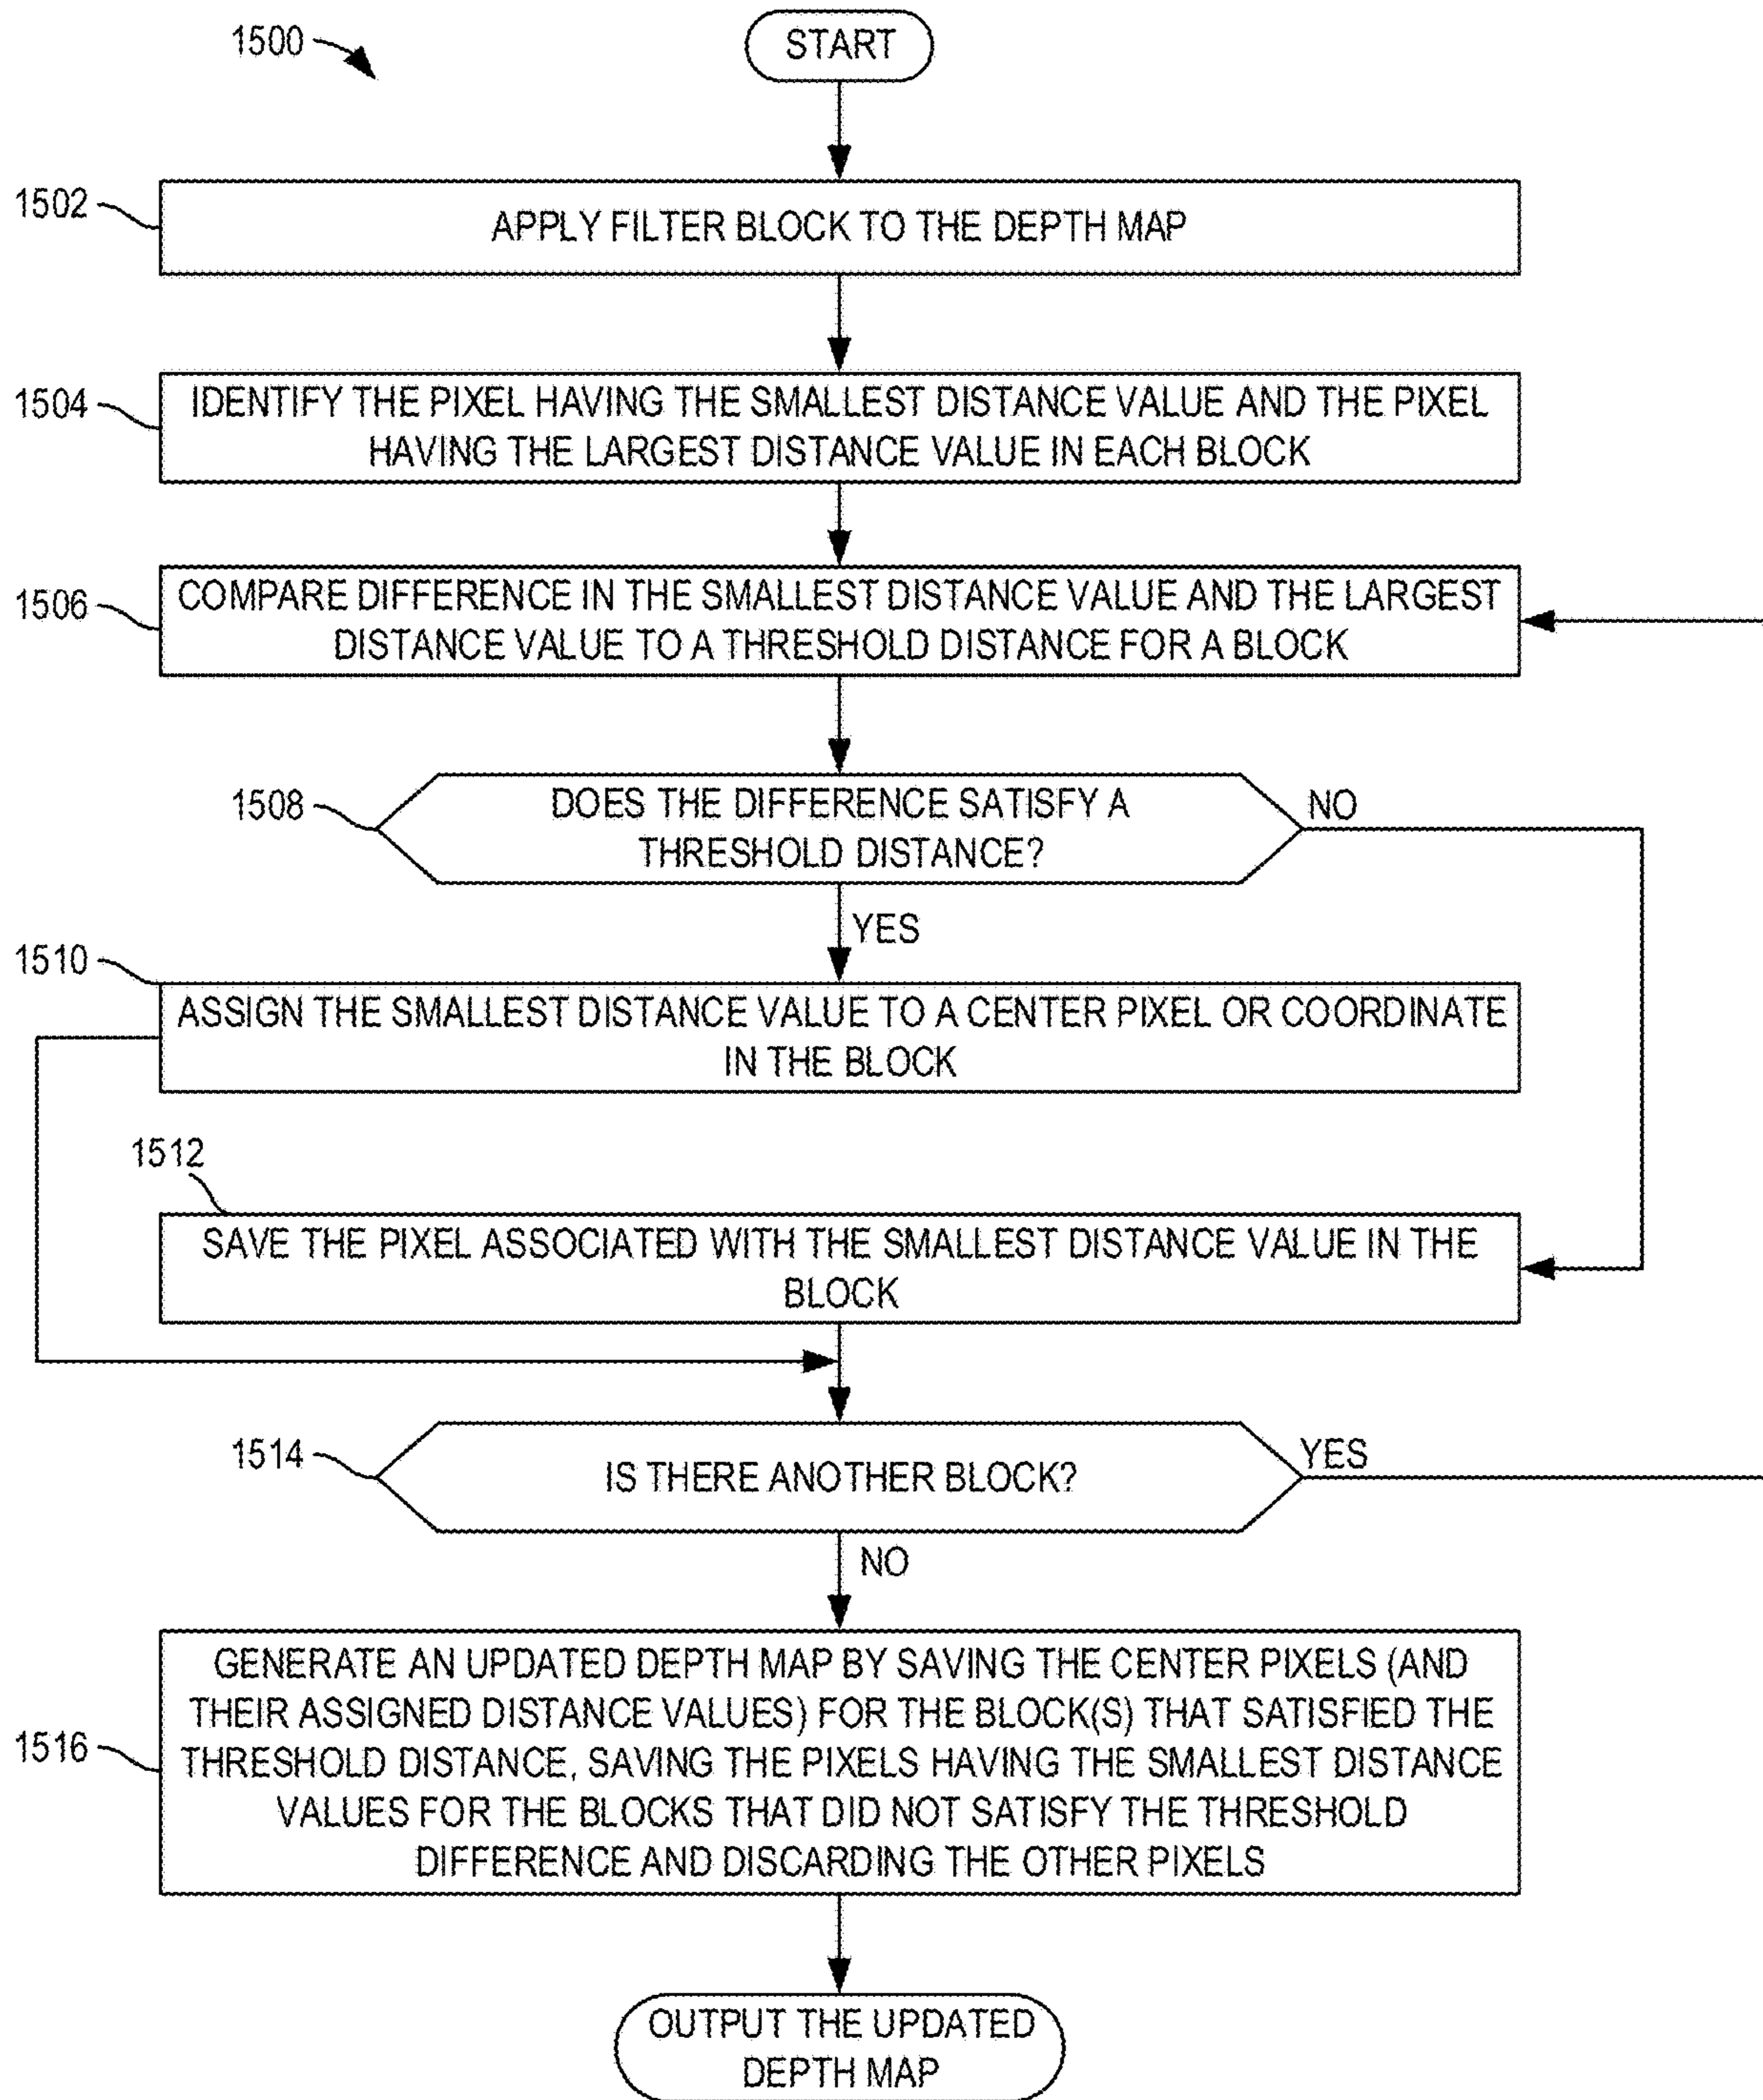 1500
START
1502
APPLY FILTER BLOCK TO THE DEPTH MAP
1504
IDENTIFY THE PIXEL HAVING THE SMALLEST DISTANCE VALUE AND THE PIXEL
HAVING THE LARGEST DISTANCE VALUE IN EACH BLOCK
1506
COMPARE DIFFERENCE IN THE SMALLEST DISTANCE VALUE AND THE LARGEST
DISTANCE VALUE TO A THRESHOLD DISTANCE FOR A BLOCK
1508
DOES THE DIFFERENCE SATISFY A
THRESHOLD DISTANCE?
NO
YES
1510
ASSIGN THE SMALLEST DISTANCE VALUE TO A CENTER PIXEL OR COORDINATE
IN THE BLOCK
1512
SAVE THE PIXEL ASSOCIATED WITH THE SMALLEST DISTANCE VALUE IN THE
BLOCK
1514
IS THERE ANOTHER BLOCK?
YES
NO
1516
GENERATE AN UPDATED DEPTH MAP BY SAVING THE CENTER PIXELS (AND
THEIR ASSIGNED DISTANCE VALUES) FOR THE BLOCK(S) THAT SATISFIED THE
THRESHOLD DISTANCE, SAVING THE PIXELS HAVING THE SMALLEST DISTANCE
VALUES FOR THE BLOCKS THAT DID NOT SATISFY THE THRESHOLD
DIFFERENCE AND DISCARDING THE OTHER PIXELS
OUTPUT THE UPDATED
DEPTH MAP